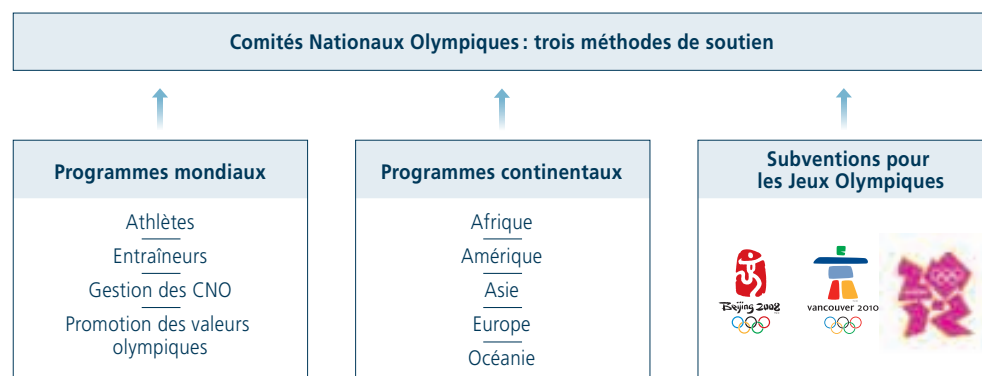 Comités Nationaux Olympiques : trois méthodes de soutien
Programmes mondiaux
Athlètes
Entraîneurs
Gestion des CNO
Promotion des valeurs
olympiques
Programmes continentaux
Afrique
Amérique
Asie
Europe
Océanie
Subventions pour
les Jeux Olympiques
Beijing 2008
vancouver 2010
2012